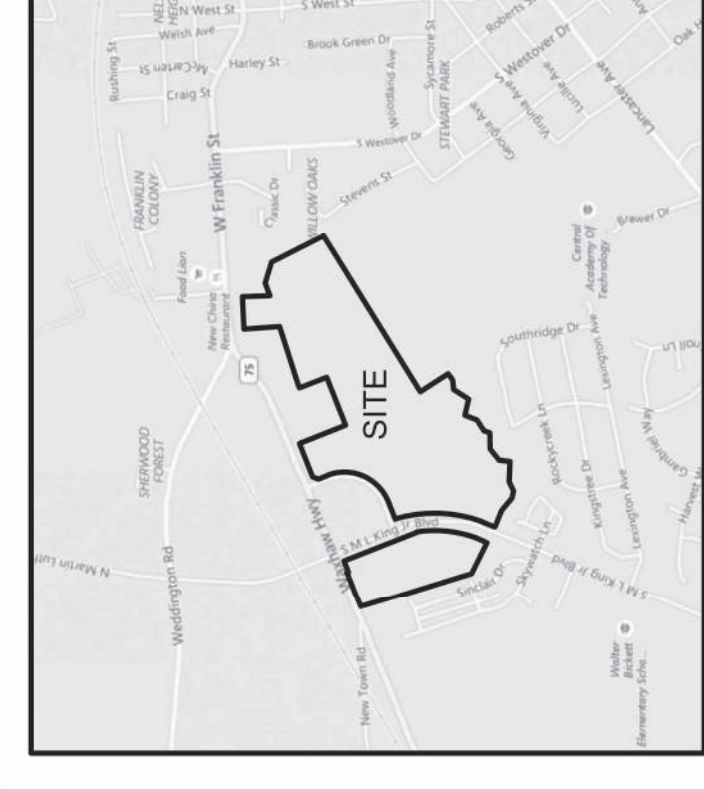 N West St
S West St
Welsh Ave
Rushing St
McCarten St
Harley St
Craig St
Brook Green Dr
Woodland Ave
Sycamore St
STEWART PARK
Roberts St
S Westover Dr
Georgia Ave
Virginia Ave
Lucille Ave
Lancaster Ave
Oak H
S Westover Dr
Stevens St
W Franklin St
FRANKLIN
COLONY
Classic Dr
WILLOW OAKS
Food Lion
New China
Restaurant
75
Central
Academy Of
Technology...
Brewer Dr
Southridge Dr
Lexington Ave
SITE
SHERWOOD
FOREST
Rockycreek Ln
Gambriel Way
Kingstree Dr
Lexington Ave
Harvest
N Martin Luth
Waxhaw Hwy
S M L King Jr Blvd
Weddington Rd
Skywatch Ln
S M L King Jr Blvd
Sinclair Dr
New Town Rd
Walter
Bickett
Elementary Scho...